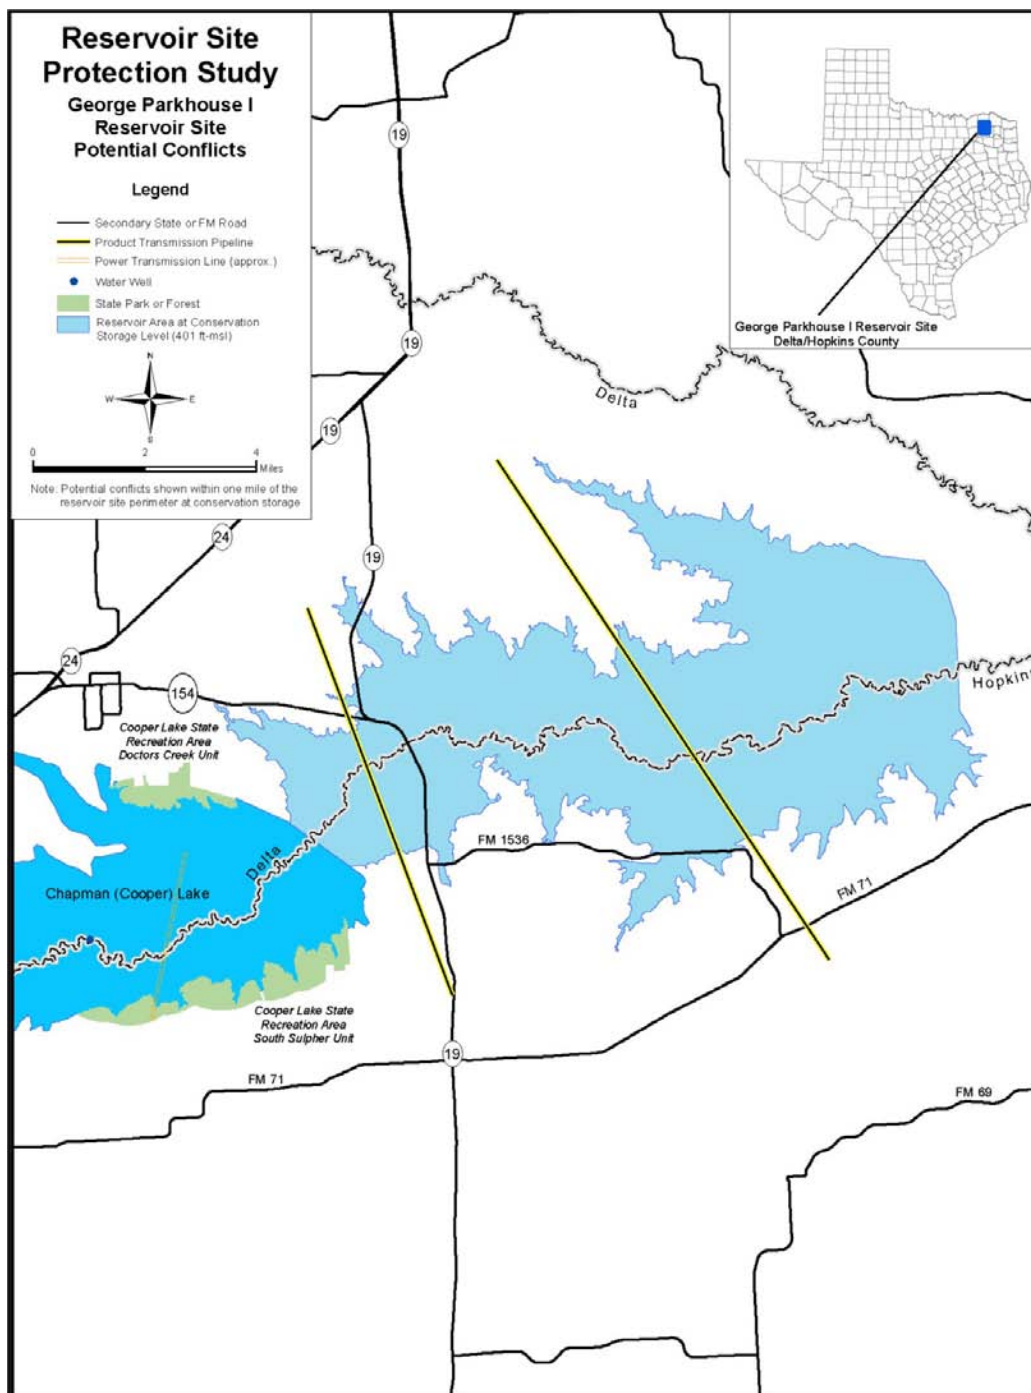 Reservoir Site
Protection Study
George Parkhouse I
Reservoir Site
Potential Conflicts
Legend
Secondary State or FM Road
Product Transmission Pipeline
Power Transmission Line (approx.)
Water Well
State Park or Forest
Reservoir Area at Conservation
Storage Level (401 ft-msl)
N
W
E
S
0
2
4
Miles
Note: Potential conflicts shown within one mile of the
reservoir site perimeter at conservation storage
George Parkhouse I Reservoir Site
Delta/Hopkins County
19
19
Delta
19
24
19
24
154
Hopkins
Cooper Lake State
Recreation Area
Doctors Creek Unit
FM 1536
Delta
Chapman (Cooper) Lake
FM 71
Cooper Lake State
Recreation Area
South Sulpher Unit
19
FM 71
FM 69